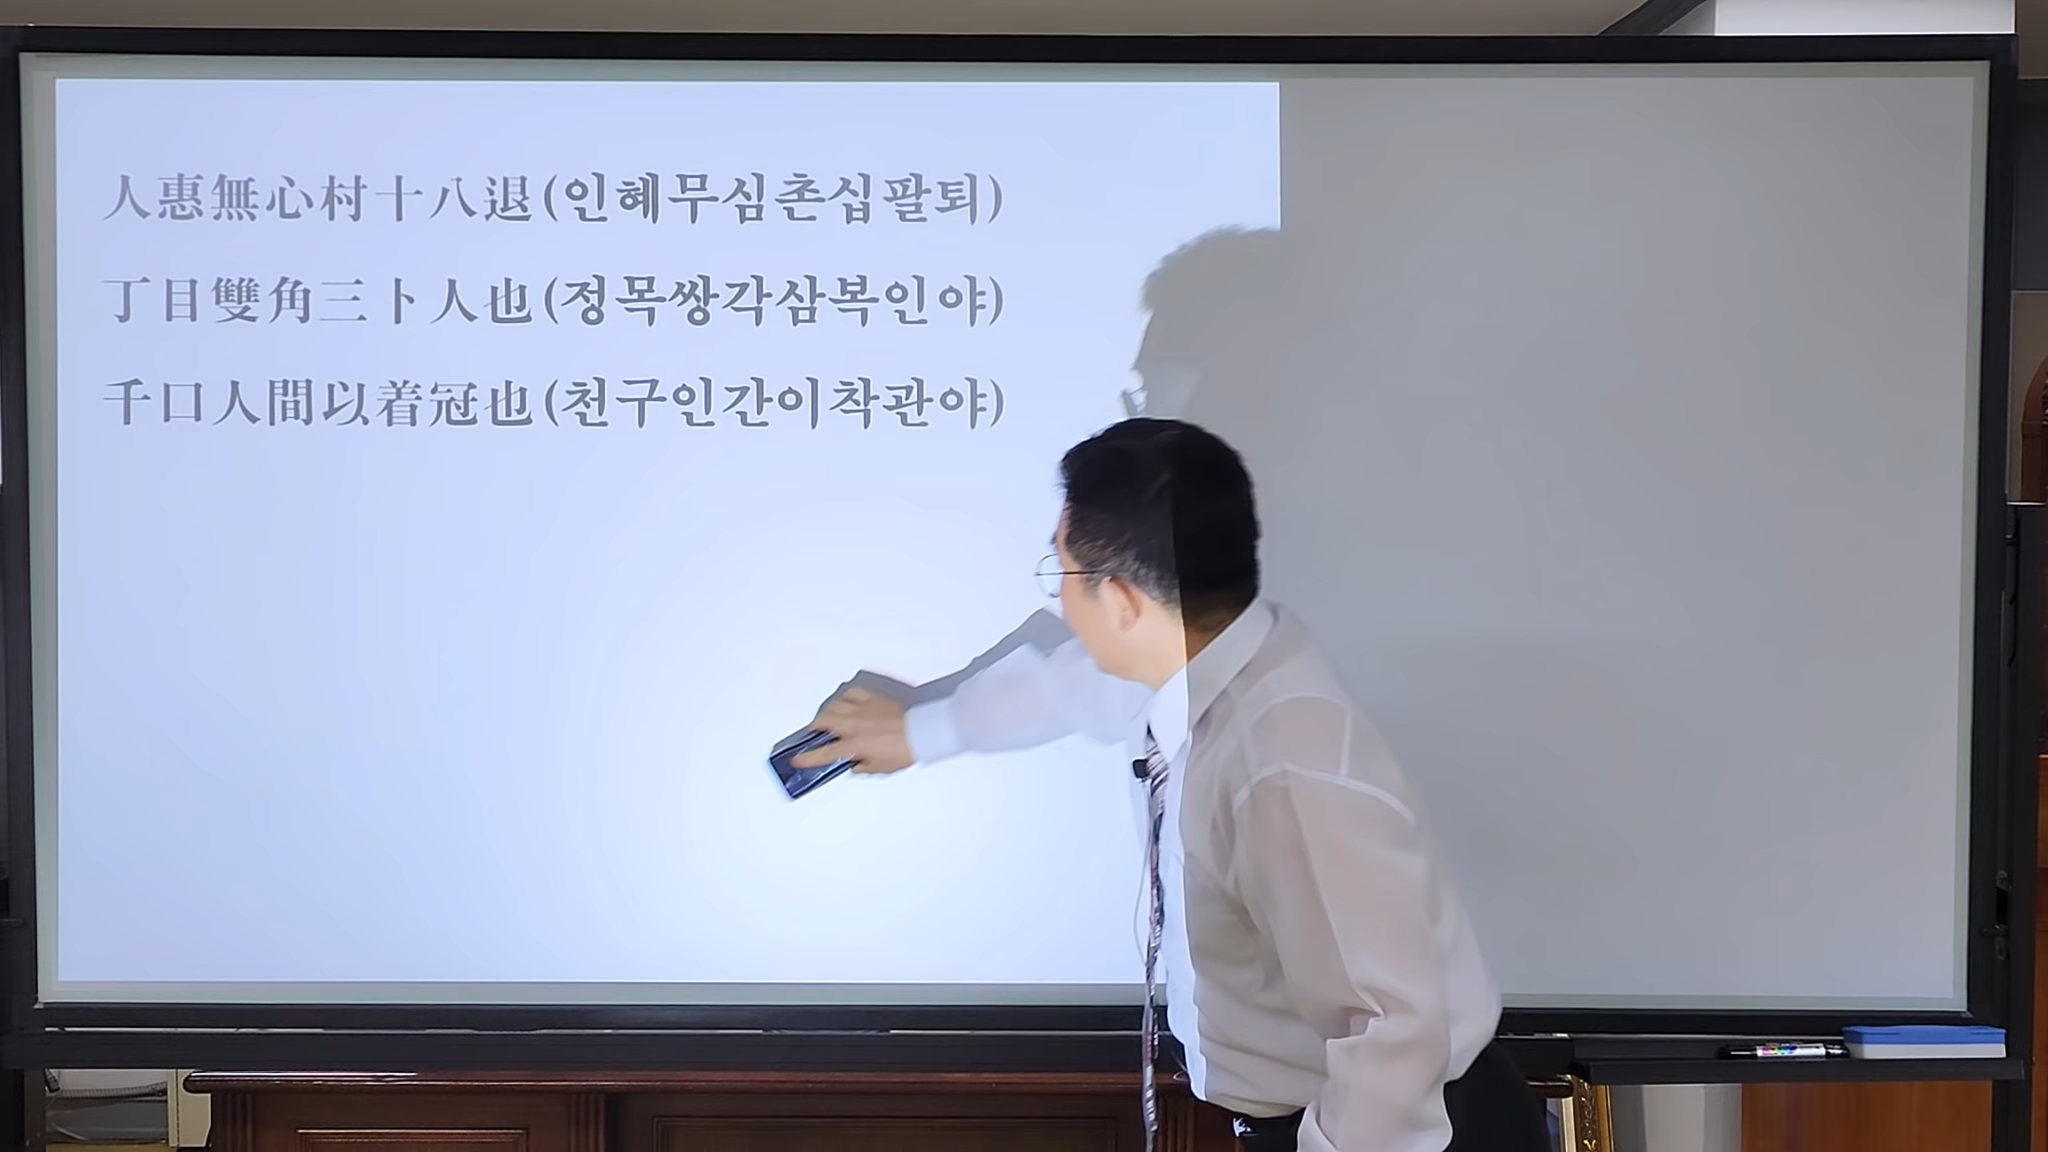 人惠無心村十八退(인혜무심촌십팔퇴)
丁目雙角三卜人也(정목쌍각삼복인야)
千口人間以着冠也(천구인간이착관야)